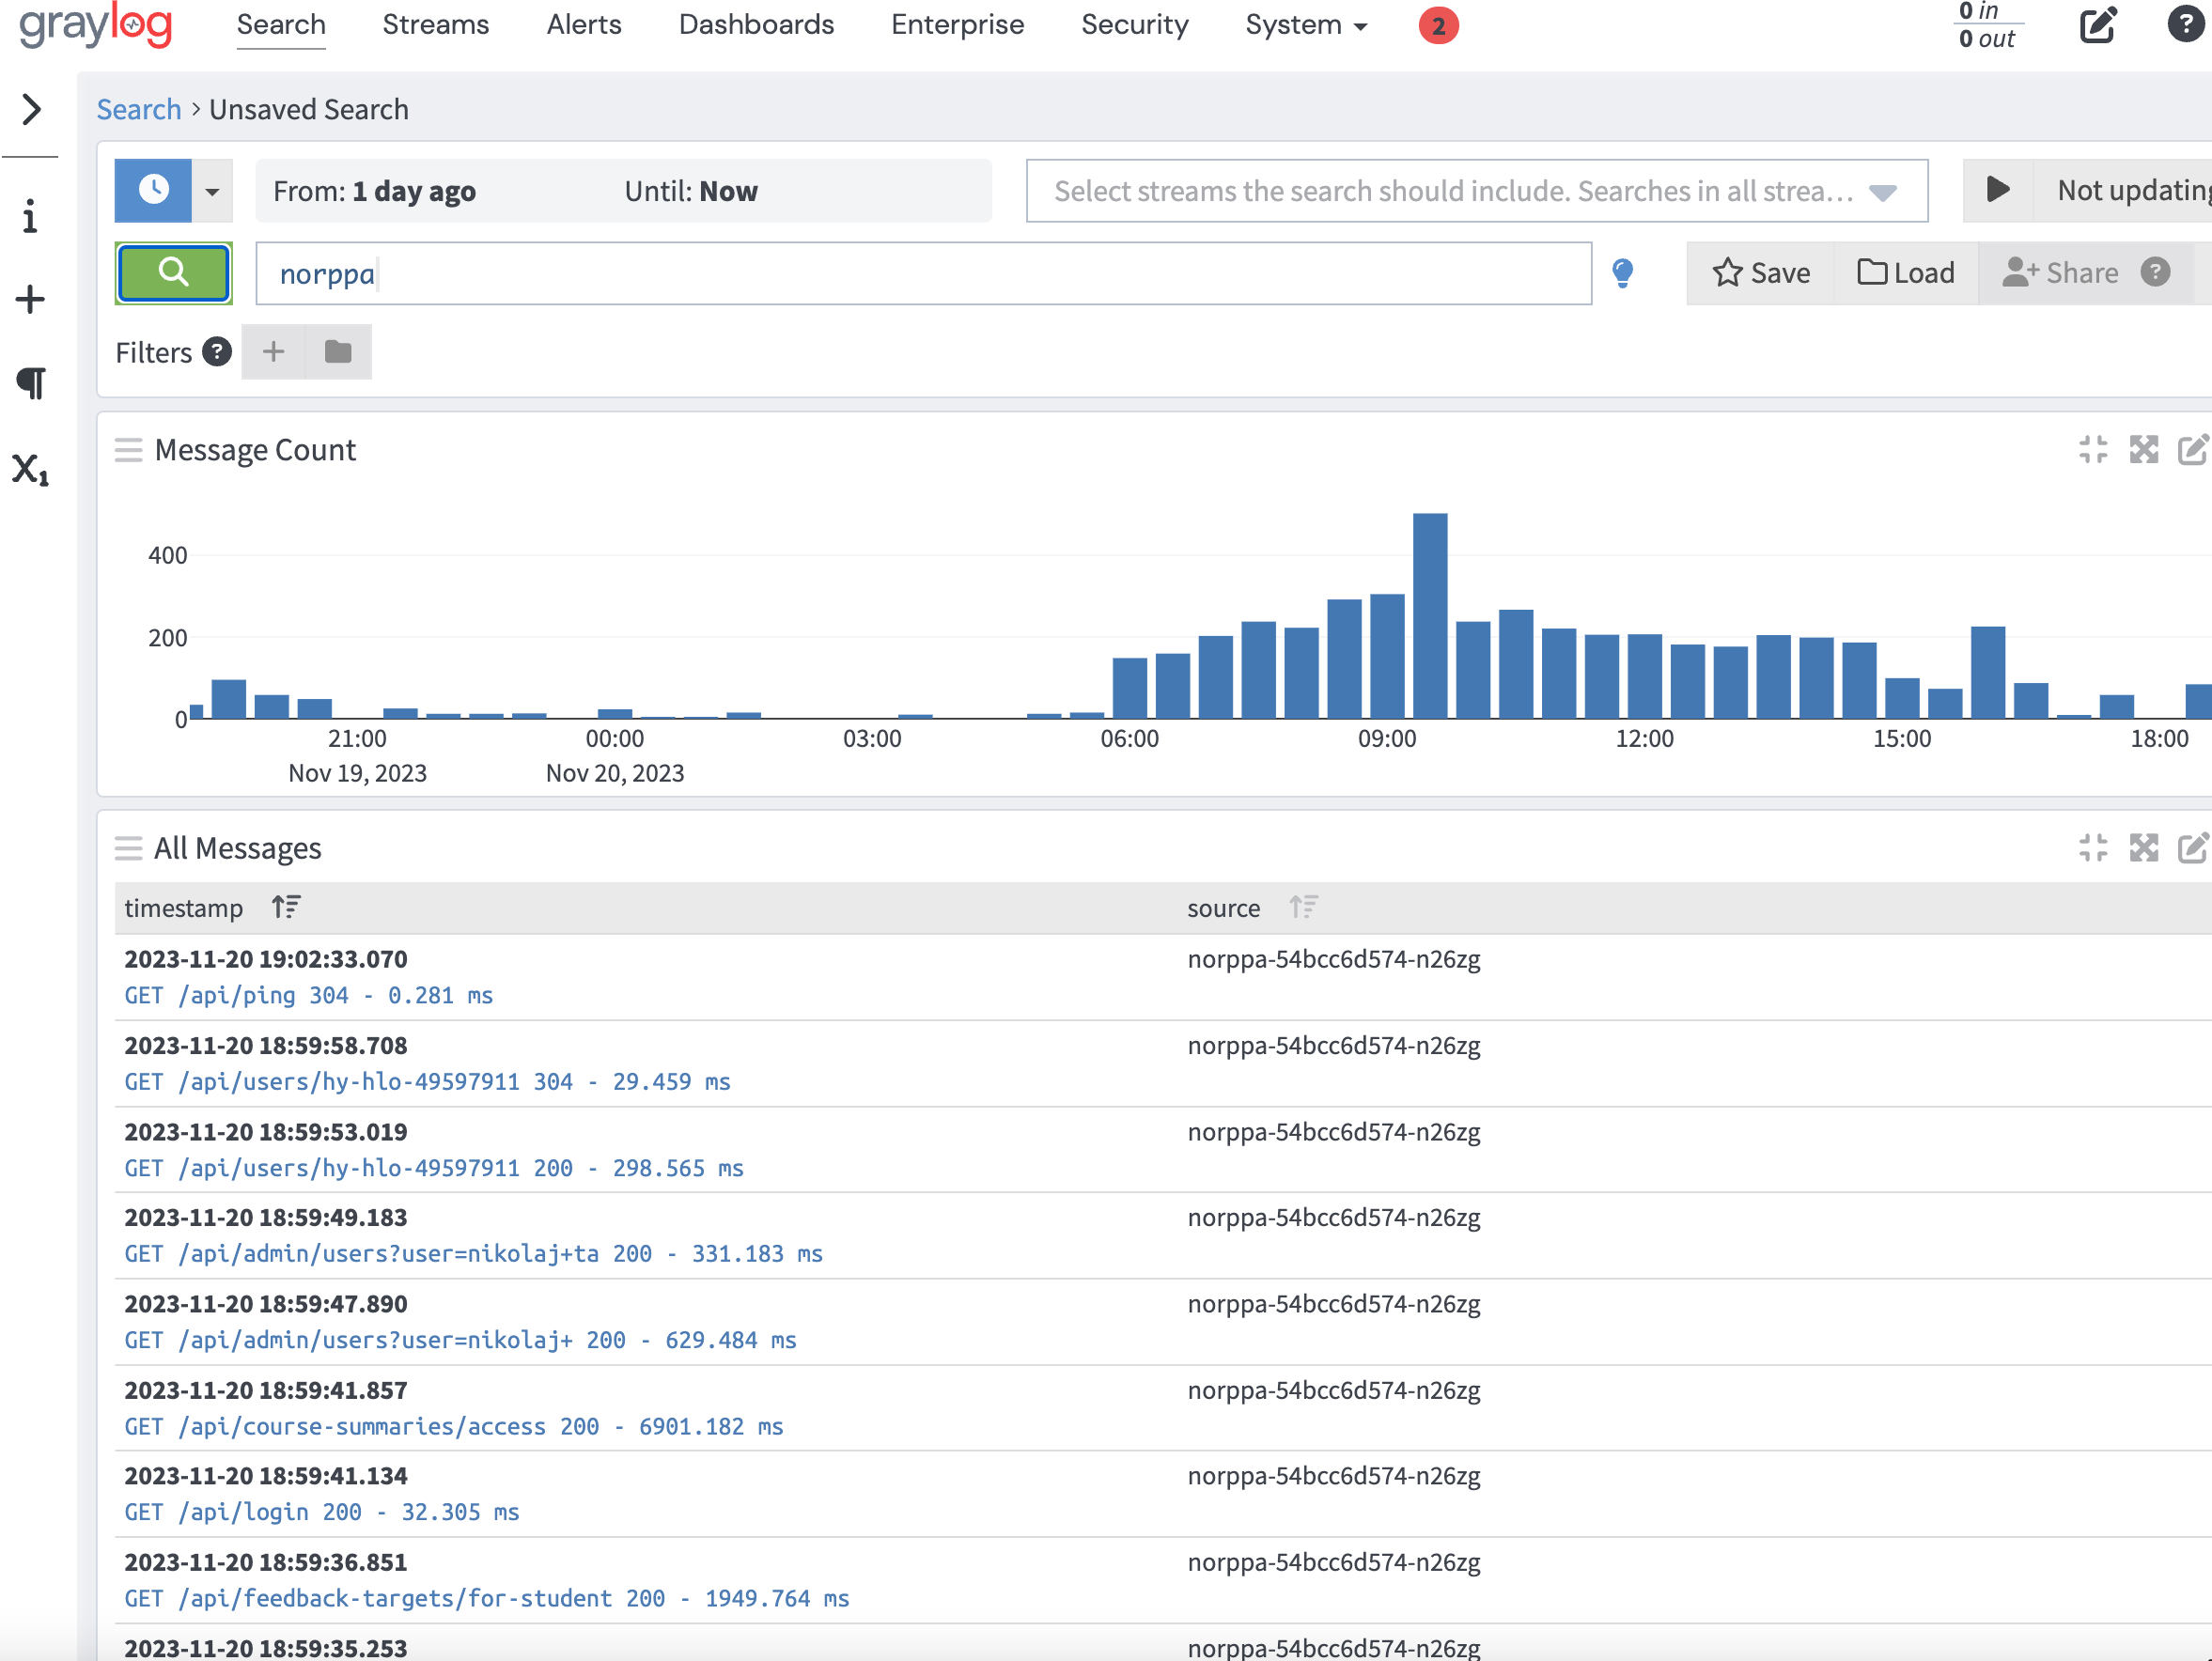 graylog Search Streams Alerts Dashboards Enterprise Security System 2 0 in
0 out
Search > Unsaved Search
From: 1 day ago Until: Now Select streams the search should include. Searches in all strea... Not updating
norppa Save Load Share
Filters
Message Count
400
200
0
21:00 00:00 03:00 06:00 09:00 12:00 15:00 18:00
Nov 19, 2023 Nov 20, 2023
All Messages
timestamp source
2023-11-20 19:02:33.070 norppa-54bcc6d574-n26zg
GET /api/ping 304 - 0.281 ms
2023-11-20 18:59:58.708 norppa-54bcc6d574-n26zg
GET /api/users/hy-hlo-49597911 304 - 29.459 ms
2023-11-20 18:59:53.019 norppa-54bcc6d574-n26zg
GET /api/users/hy-hlo-49597911 200 - 298.565 ms
2023-11-20 18:59:49.183 norppa-54bcc6d574-n26zg
GET /api/admin/users?user=nikolaj+ta 200 - 331.183 ms
2023-11-20 18:59:47.890 norppa-54bcc6d574-n26zg
GET /api/admin/users?user=nikolaj+ 200 - 629.484 ms
2023-11-20 18:59:41.857 norppa-54bcc6d574-n26zg
GET /api/course-summaries/access 200 - 6901.182 ms
2023-11-20 18:59:41.134 norppa-54bcc6d574-n26zg
GET /api/login 200 - 32.305 ms
2023-11-20 18:59:36.851 norppa-54bcc6d574-n26zg
GET /api/feedback-targets/for-student 200 - 1949.764 ms
2023-11-20 18:59:35.253 norppa-54bcc6d574-n26zg